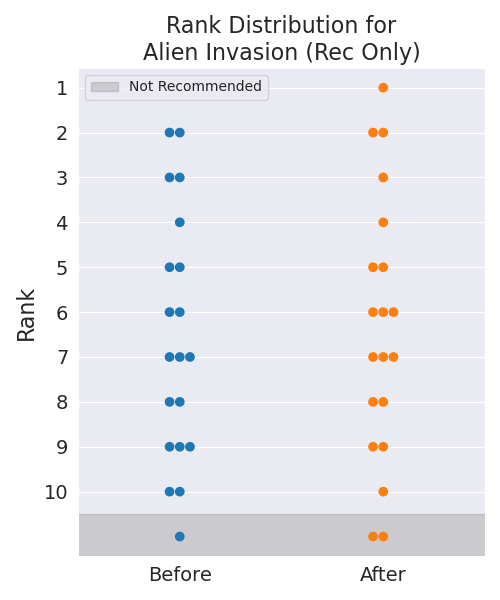 Rank Distribution for
Alien Invasion (Rec Only)
Not Recommended
Rank
1
2
3
4
5
6
7
8
9
10
Before
After